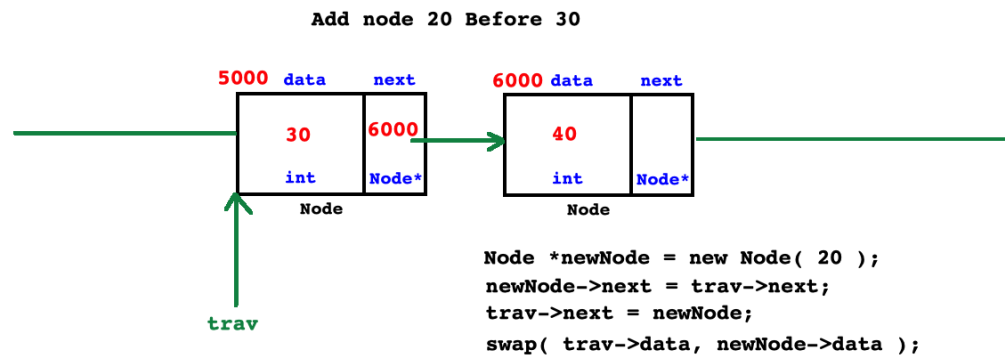 Add node 20 Before 30
5000 data next
6000 data next
30 6000
40
int Node*
int Node*
Node
Node
trav
Node *newNode = new Node( 20 );
newNode->next = trav->next;
trav->next = newNode;
swap( trav->data, newNode->data );